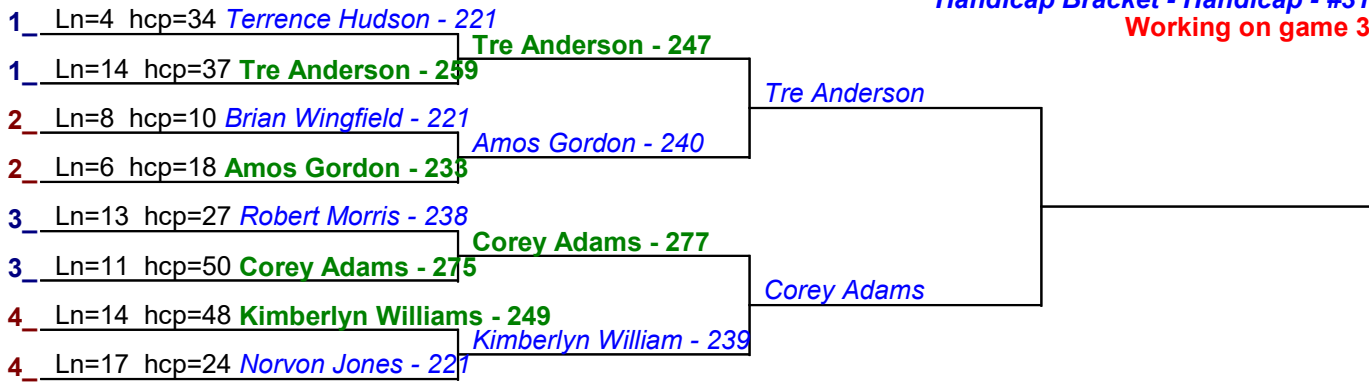 Handicap Bracket - Handicap - #31
Working on game 3
1_ Ln=4 hcp=34 Terrence Hudson - 221
Tre Anderson - 247
1_ Ln=14 hcp=37 Tre Anderson - 259
Tre Anderson
2_ Ln=8 hcp=10 Brian Wingfield - 221
Amos Gordon - 240
2_ Ln=6 hcp=18 Amos Gordon - 233
3_ Ln=13 hcp=27 Robert Morris - 238
Corey Adams - 277
3_ Ln=11 hcp=50 Corey Adams - 275
Corey Adams
4_ Ln=14 hcp=48 Kimberlyn Williams - 249
Kimberlyn William - 239
4_ Ln=17 hcp=24 Norvon Jones - 221